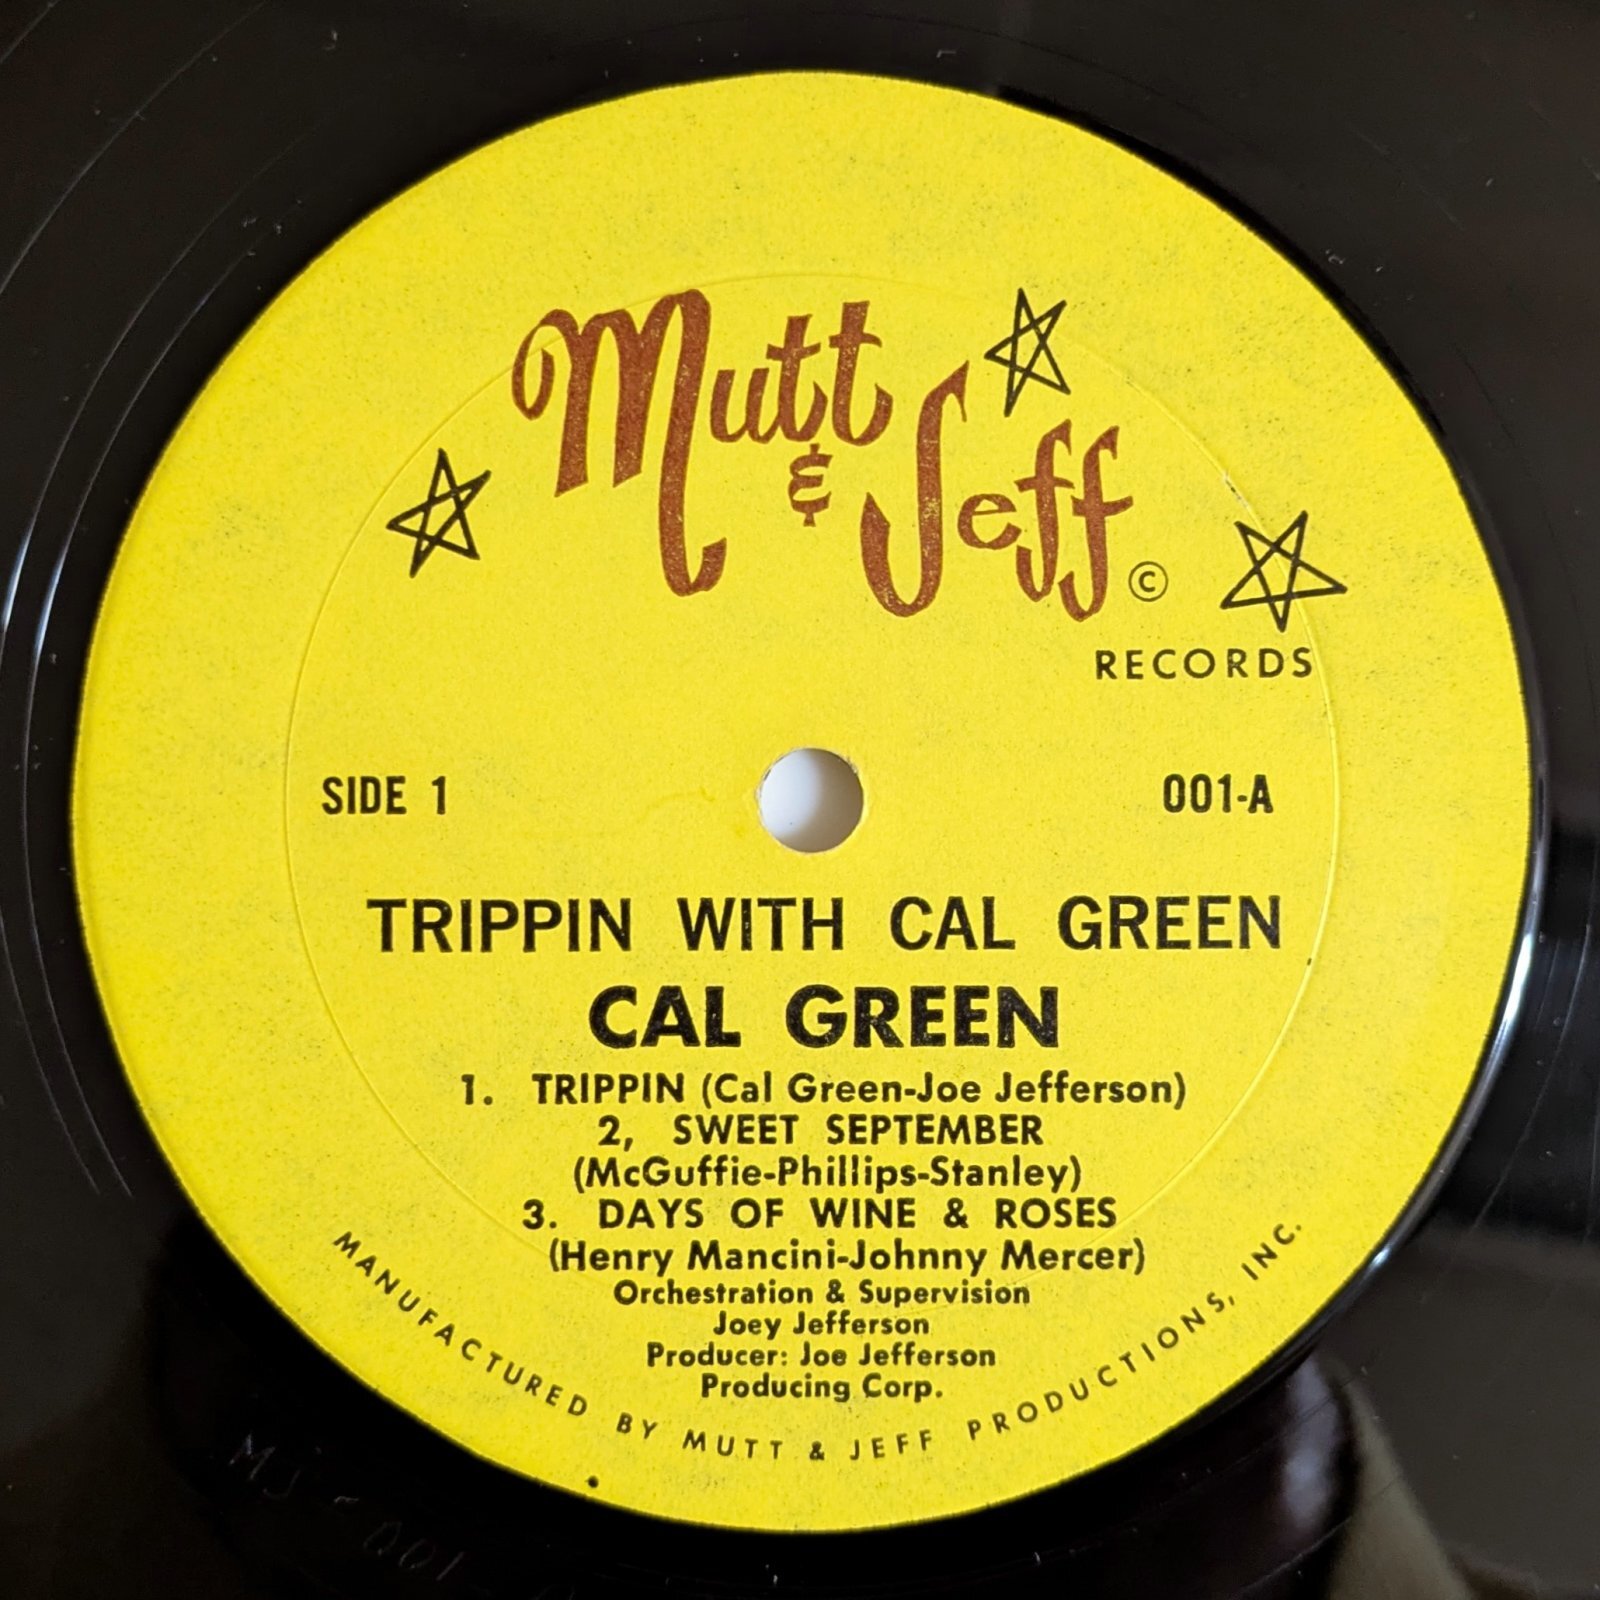 Mutt
& Jeff ©
RECORDS
SIDE 1
001-A
TRIPPIN WITH CAL GREEN
CAL GREEN
1. TRIPPIN (Cal Green-Joe Jefferson)
2, SWEET SEPTEMBER
(McGuffie-Phillips-Stanley)
3. DAYS OF WINE & ROSES
(Henry Mancini-Johnny Mercer)
Orchestration & Supervision
Joey Jefferson
Producer: Joe Jefferson
Producing Corp.
MANUFACTURED BY MUTT & JEFF PRODUCTIONS, INC.
MJ-001